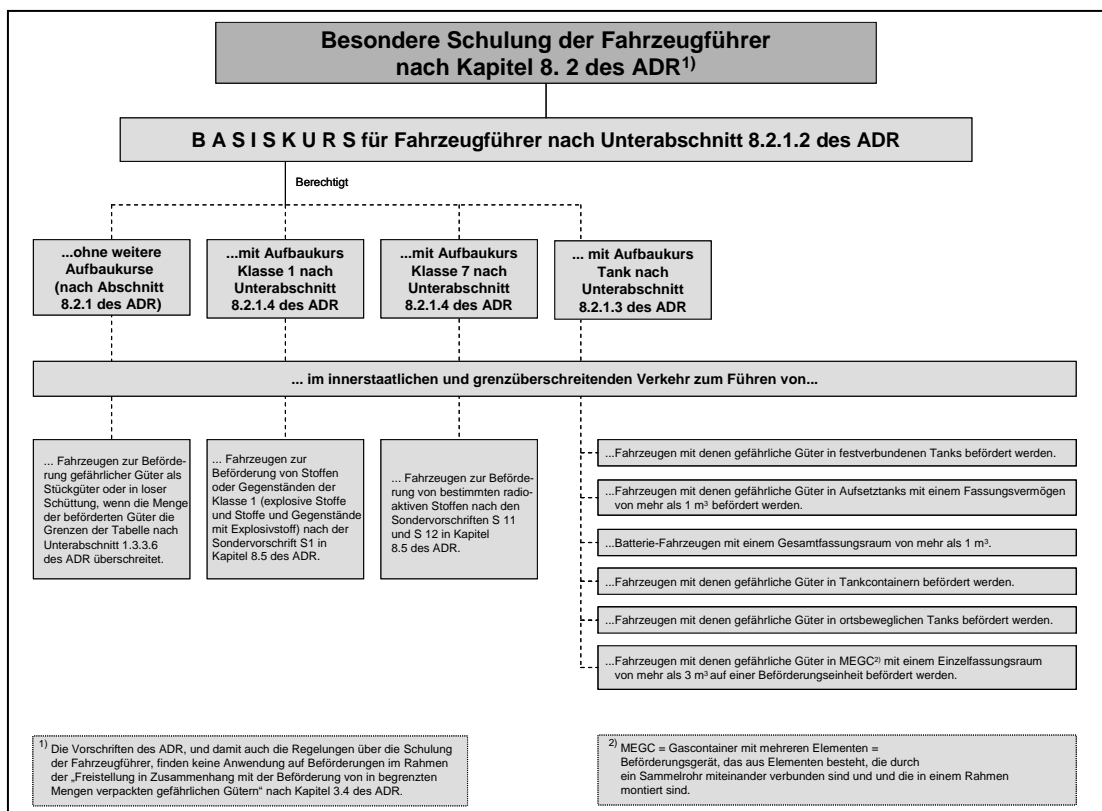 Besondere Schulung der Fahrzeugführer
nach Kapitel 8. 2 des ADR1)
B A S I S K U R S für Fahrzeugführer nach Unterabschnitt 8.2.1.2 des ADR
Berechtigt
...ohne weitere
Aufbaukurse
(nach Abschnitt
8.2.1 des ADR)
...mit Aufbaukurs
Klasse 1 nach
Unterabschnitt
8.2.1.4 des ADR
...mit Aufbaukurs
Klasse 7 nach
Unterabschnitt
8.2.1.4 des ADR
... mit Aufbaukurs
Tank nach
Unterabschnitt
8.2.1.3 des ADR
... im innerstaatlichen und grenzüberschreitenden Verkehr zum Führen von...
... Fahrzeugen zur Beförde-
rung gefährlicher Güter als
Stückgüter oder in loser
Schüttung, wenn die Menge
der beförderten Güter die
Grenzen der Tabelle nach
Unterabschnitt 1.3.3.6
des ADR überschreitet.
... Fahrzeugen zur
Beförderung von Stoffen
oder Gegenständen der
Klasse 1 (explosive Stoffe
und Stoffe und Gegenstände
mit Explosivstoff) nach der
Sondervorschrift S1 in
Kapitel 8.5 des ADR.
... Fahrzeugen zur Beförde-
rung von bestimmten radio-
aktiven Stoffen nach den
Sondervorschriften S 11
und S 12 in Kapitel
8.5 des ADR.
...Fahrzeugen mit denen gefährliche Güter in festverbundenen Tanks befördert werden.
...Fahrzeugen mit denen gefährliche Güter in Aufsetztanks mit einem Fassungsvermögen
von mehr als 1 m³ befördert werden.
...Batterie-Fahrzeugen mit einem Gesamtfassungsraum von mehr als 1 m³.
...Fahrzeugen mit denen gefährliche Güter in Tankcontainern befördert werden.
...Fahrzeugen mit denen gefährliche Güter in ortsbeweglichen Tanks befördert werden.
...Fahrzeugen mit denen gefährliche Güter in MEGC2) mit einem Einzelfassungsraum
von mehr als 3 m³ auf einer Beförderungseinheit befördert werden.
1) Die Vorschriften des ADR, und damit auch die Regelungen über die Schulung
der Fahrzeugführer, finden keine Anwendung auf Beförderungen im Rahmen
der „Freistellung in Zusammenhang mit der Beförderung von in begrenzten
Mengen verpackten gefährlichen Gütern" nach Kapitel 3.4 des ADR.
2) MEGC = Gascontainer mit mehreren Elementen =
Beförderungsgerät, das aus Elementen besteht, die durch
ein Sammelrohr miteinander verbunden sind und und die in einem Rahmen
montiert sind.